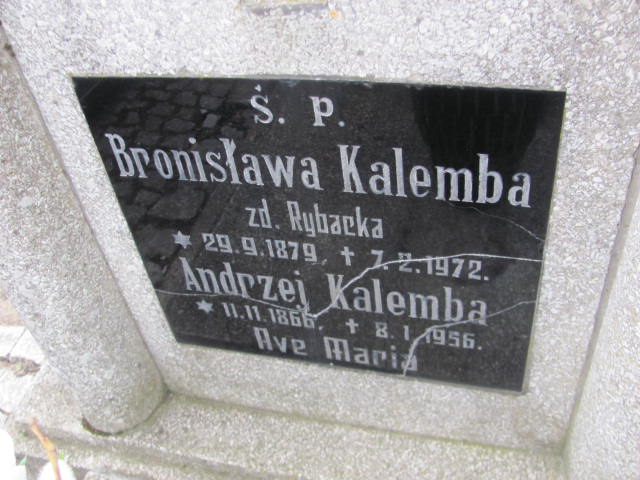 Ś. P.
Bronisława Kalemba
zd. Rybacka
* 29.9.1879. + 7.2.1972.
Andrzej Kalemba
* 11.11.1866. + 8.1.1956.
Ave Maria